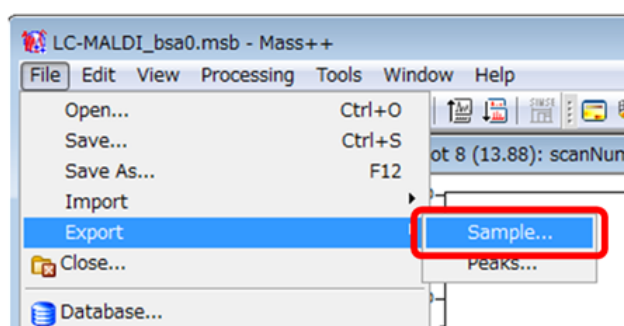 LC-MALDI_bsa0.msb - Mass++
File Edit View Processing Tools Window Help
Open... Ctrl+O
Save... Ctrl+S
ot 8 (13.88): scanNun
Save As... F12
Import
Export Sample...
Close... Peaks...
Database...